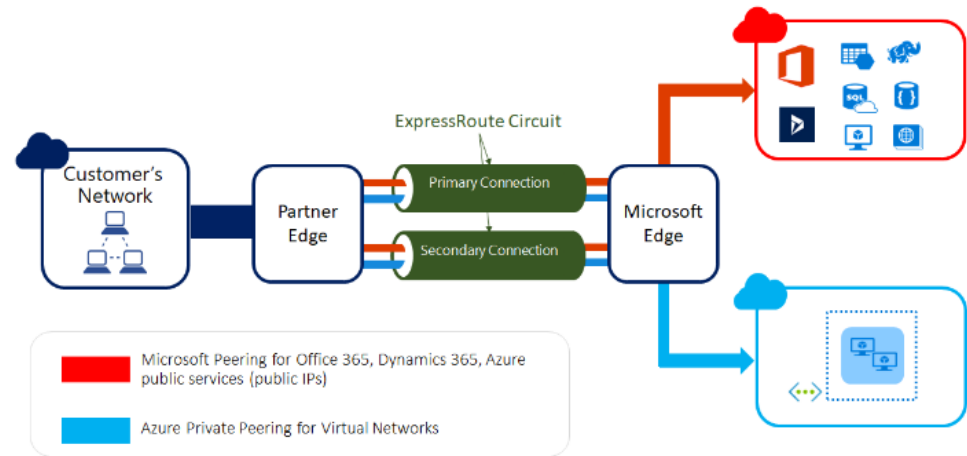 ExpressRoute Circuit
Customer's
Network
Partner
Edge
Primary Connection
Secondary Connection
Microsoft
Edge
SQL
Microsoft Peering for Office 365, Dynamics 365, Azure
public services (public IPs)
Azure Private Peering for Virtual Networks